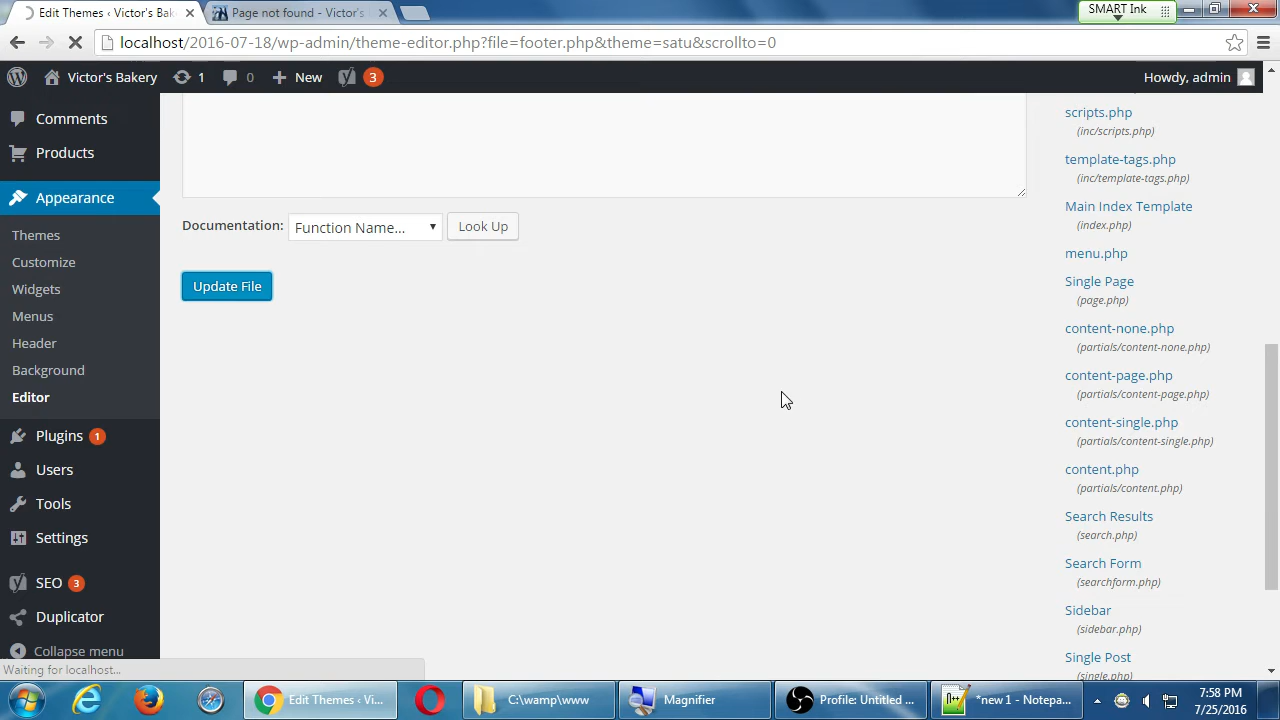 Edit Themes ‹ Victor's Bak
Page not found - Victor's
SMART Ink
localhost/2016-07-18/wp-admin/theme-editor.php?file=footer.php&theme=satu&scrollto=0
Victor's Bakery
1
0
New
3
Howdy, admin
Comments
Products
Appearance
Themes
Customize
Widgets
Menus
Header
Background
Editor
Plugins 1
Users
Tools
Settings
SEO 3
Duplicator
Collapse menu
Documentation:
Function Name...
Look Up
Update File
scripts.php
(inc/scripts.php)
template-tags.php
(inc/template-tags.php)
Main Index Template
(index.php)
menu.php
Single Page
(page.php)
content-none.php
(partials/content-none.php)
content-page.php
(partials/content-page.php)
content-single.php
(partials/content-single.php)
content.php
(partials/content.php)
Search Results
(search.php)
Search Form
(searchform.php)
Sidebar
(sidebar.php)
Single Post
(single.php)
Waiting for localhost...
Edit Themes ‹ Vi...
C:\wamp\www
Magnifier
Profile: Untitled ...
*new 1 - Notepa...
7:58 PM
7/25/2016